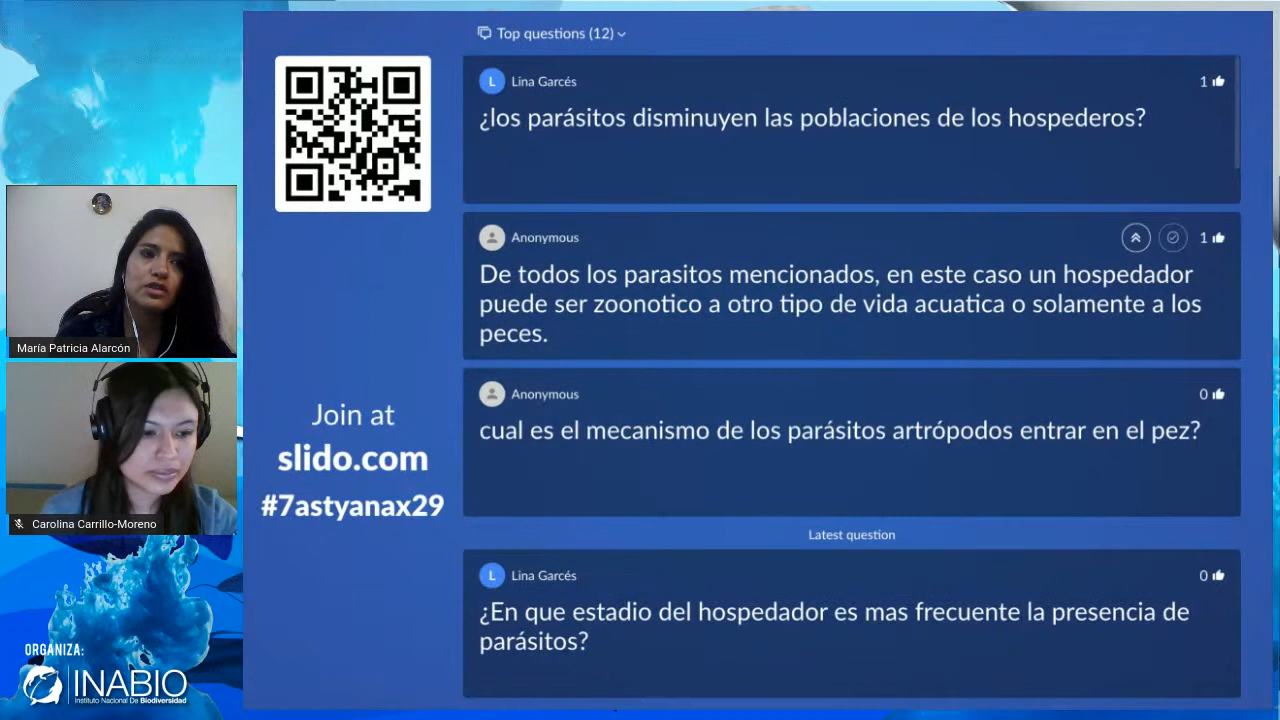 Top questions (12)
L Lina Garcés
1
¿los parásitos disminuyen las poblaciones de los hospederos?
Anonymous
1
De todos los parasitos mencionados, en este caso un hospedador
puede ser zoonotico a otro tipo de vida acuatica o solamente a los
peces.
Anonymous
0
cual es el mecanismo de los parásitos artrópodos entrar en el pez?
Latest question
L Lina Garcés
0
¿En que estadio del hospedador es mas frecuente la presencia de
parásitos?
Join at
slido.com
#7astyanax29
María Patricia Alarcón
Carolina Carrillo-Moreno
ORGANIZA:
INABIO
Instituto Nacional De Biodiversidad